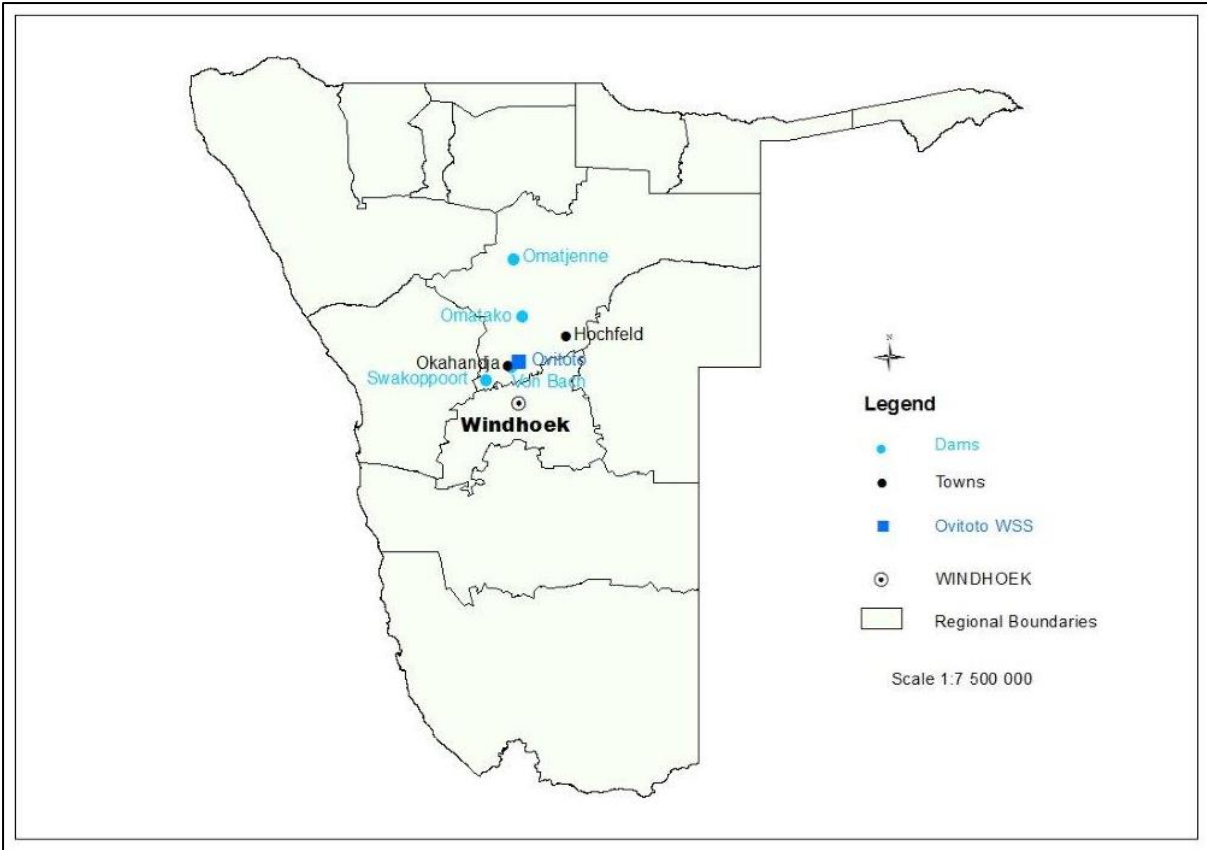 Omatjenne
Omatako
Hochfeld
Okahandja
Ovitoto
Swakoppoort
Von Bach
Windhoek
N
Legend
Dams
Towns
Ovitoto WSS
WINDHOEK
Regional Boundaries
Scale 1:7 500 000